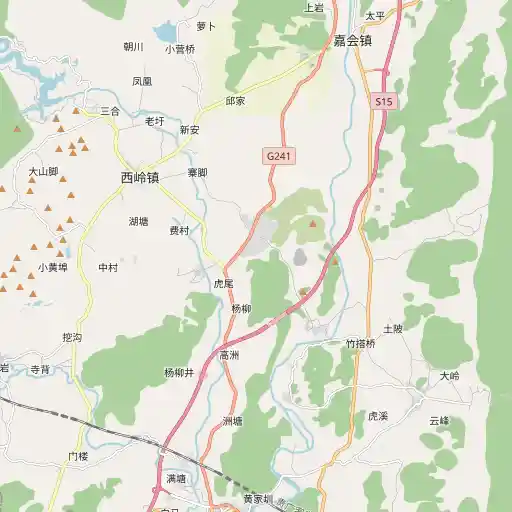 上岩
太平
萝卜
嘉会镇
朝川
小营桥
凤凰
邱家
S15
三合
老圩
新安
G241
大山脚
西岭镇
寨脚
湖塘
费村
小黄埠
中村
虎尾
杨柳
挖沟
土陂
竹搭桥
高洲
寺背
岩
杨柳井
大岭
虎溪
云峰
洲塘
门楼
满塘
黄家圳
白马